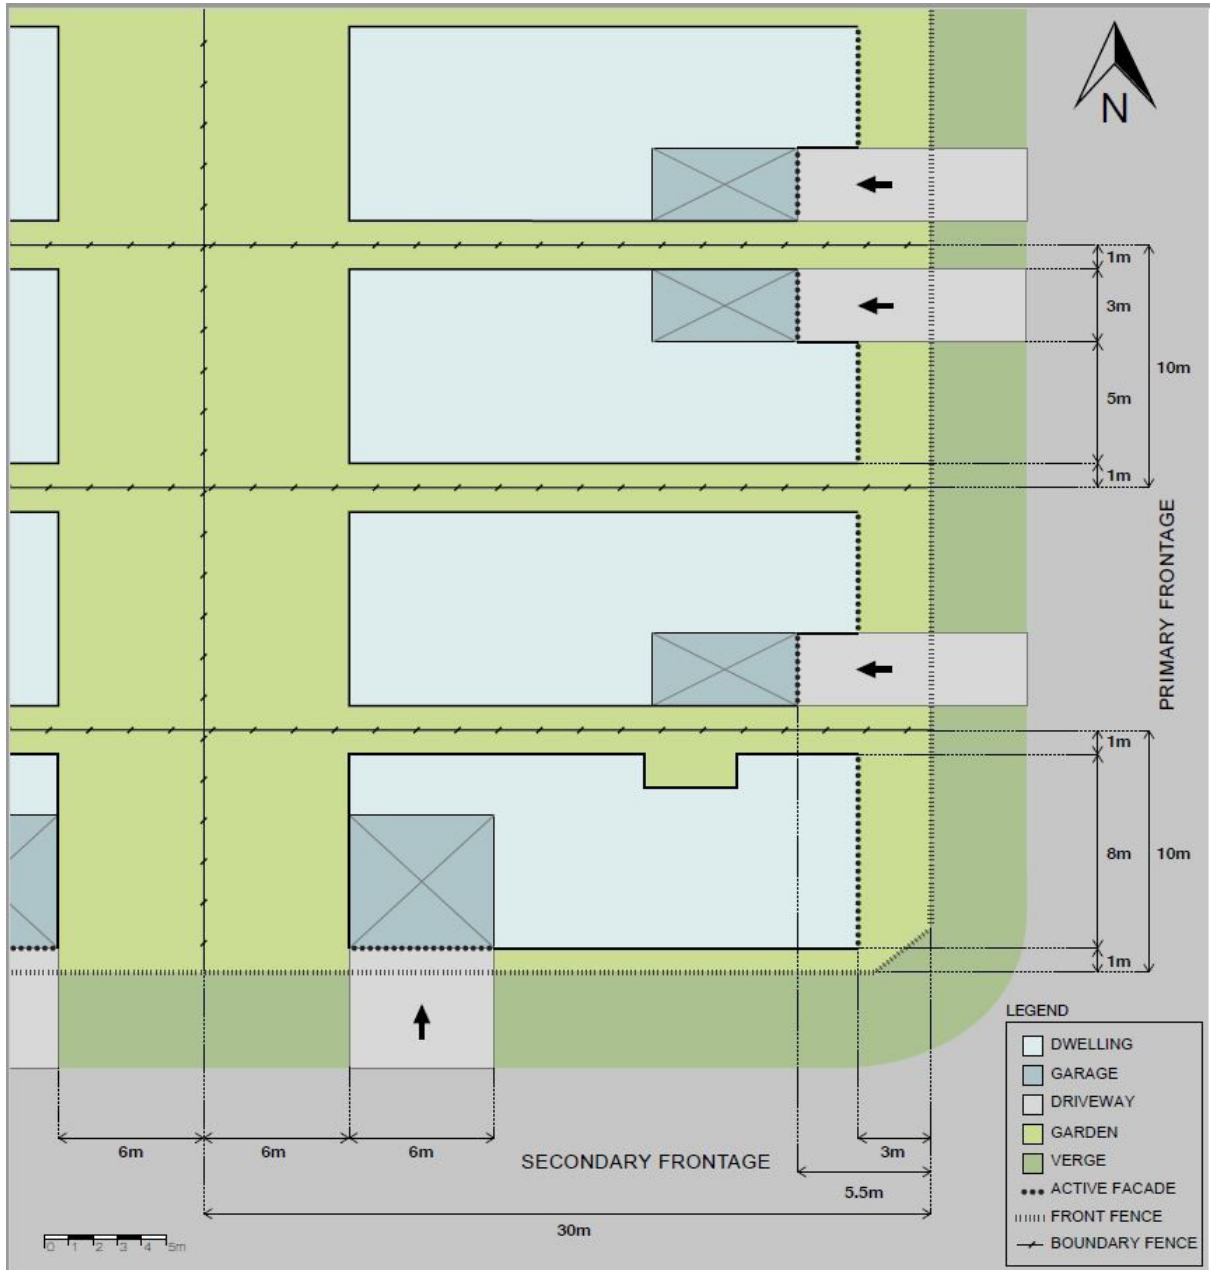 N
1m
3m
10m
5m
1m
PRIMARY FRONTAGE
1m
8m
10m
1m
6m
6m
6m
SECONDARY FRONTAGE
3m
5.5m
30m
0 1 2 3 4 5m
LEGEND
DWELLING
GARAGE
DRIVEWAY
GARDEN
VERGE
ACTIVE FACADE
FRONT FENCE
BOUNDARY FENCE